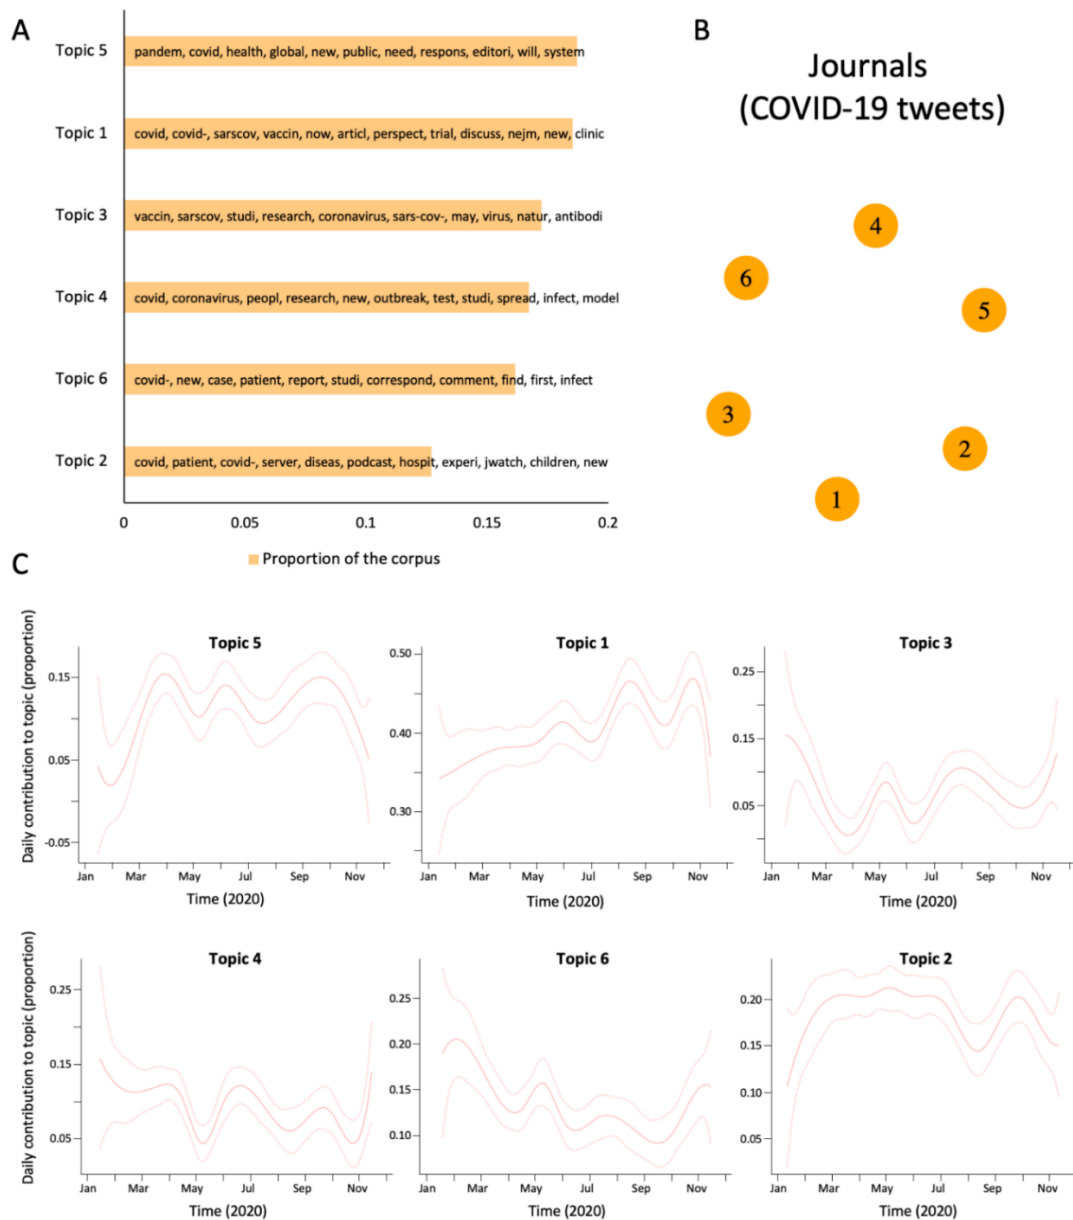 A
Topic 5
pandem, covid, health, global, new, public, need, respons, editori, will, system
Topic 1
covid, covid-, sarscov, vaccin, now, articl, perspect, trial, discuss, nejm, new, clinic
Topic 3
vaccin, sarscov, studi, research, coronavirus, sars-cov-, may, virus, natur, antibodi
Topic 4
covid, coronavirus, peopl, research, new, outbreak, test, studi, spread, infect, model
Topic 6
covid-, new, case, patient, report, studi, correspond, comment, find, first, infect
Topic 2
covid, patient, covid-, server, diseas, podcast, hospit, experi, jwatch, children, new
0 0.05 0.1 0.15 0.2
Proportion of the corpus
B
Journals
(COVID-19 tweets)
4
6
5
3
2
1
C
Daily contribution to topic (proportion)
Topic 5
0.15
0.05
-0.05
Jan Mar May Jul Sep Nov
Time (2020)
Topic 1
0.50
0.40
0.30
Jan Mar May Jul Sep Nov
Time (2020)
Topic 3
0.25
0.15
0.05
Jan Mar May Jul Sep Nov
Time (2020)
Daily contribution to topic (proportion)
Topic 4
0.25
0.15
0.05
Jan Mar May Jul Sep Nov
Time (2020)
Topic 6
0.25
0.20
0.15
0.10
Jan Mar May Jul Sep Nov
Time (2020)
Topic 2
0.20
0.15
0.10
0.05
Jan Mar May Jul Sep Nov
Time (2020)